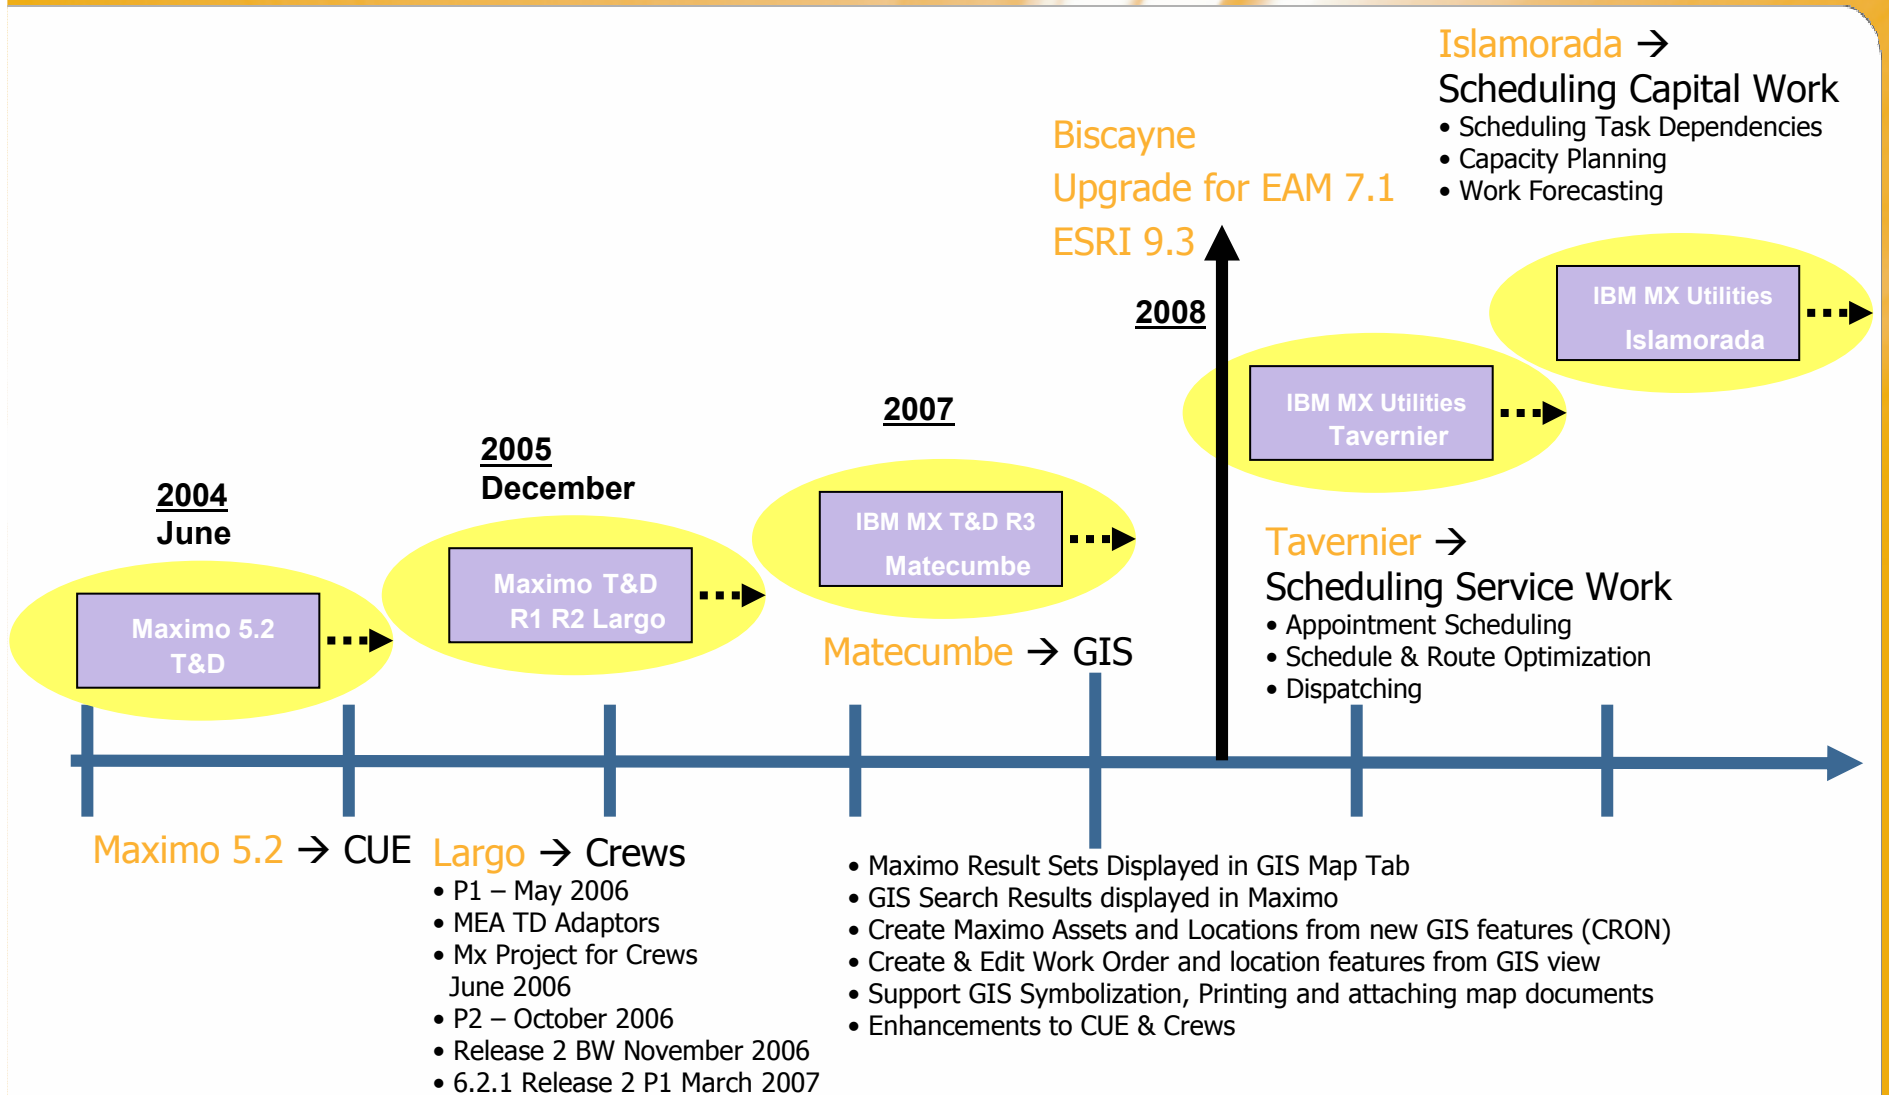 Islamorada →
Scheduling Capital Work
• Scheduling Task Dependencies
• Capacity Planning
• Work Forecasting
Biscayne
Upgrade for EAM 7.1
ESRI 9.3
2008
IBM MX Utilities
Islamorada
IBM MX Utilities
Tavernier
2007
IBM MX T&D R3
Matecumbe
2005
December
Maximo T&D
R1 R2 Largo
2004
June
Maximo 5.2
T&D
Tavernier →
Scheduling Service Work
• Appointment Scheduling
• Schedule & Route Optimization
• Dispatching
Matecumbe → GIS
Maximo 5.2 → CUE
Largo → Crews
• P1 – May 2006
• MEA TD Adaptors
• Mx Project for Crews
June 2006
• P2 – October 2006
• Release 2 BW November 2006
• 6.2.1 Release 2 P1 March 2007
• Maximo Result Sets Displayed in GIS Map Tab
• GIS Search Results displayed in Maximo
• Create Maximo Assets and Locations from new GIS features (CRON)
• Create & Edit Work Order and location features from GIS view
• Support GIS Symbolization, Printing and attaching map documents
• Enhancements to CUE & Crews